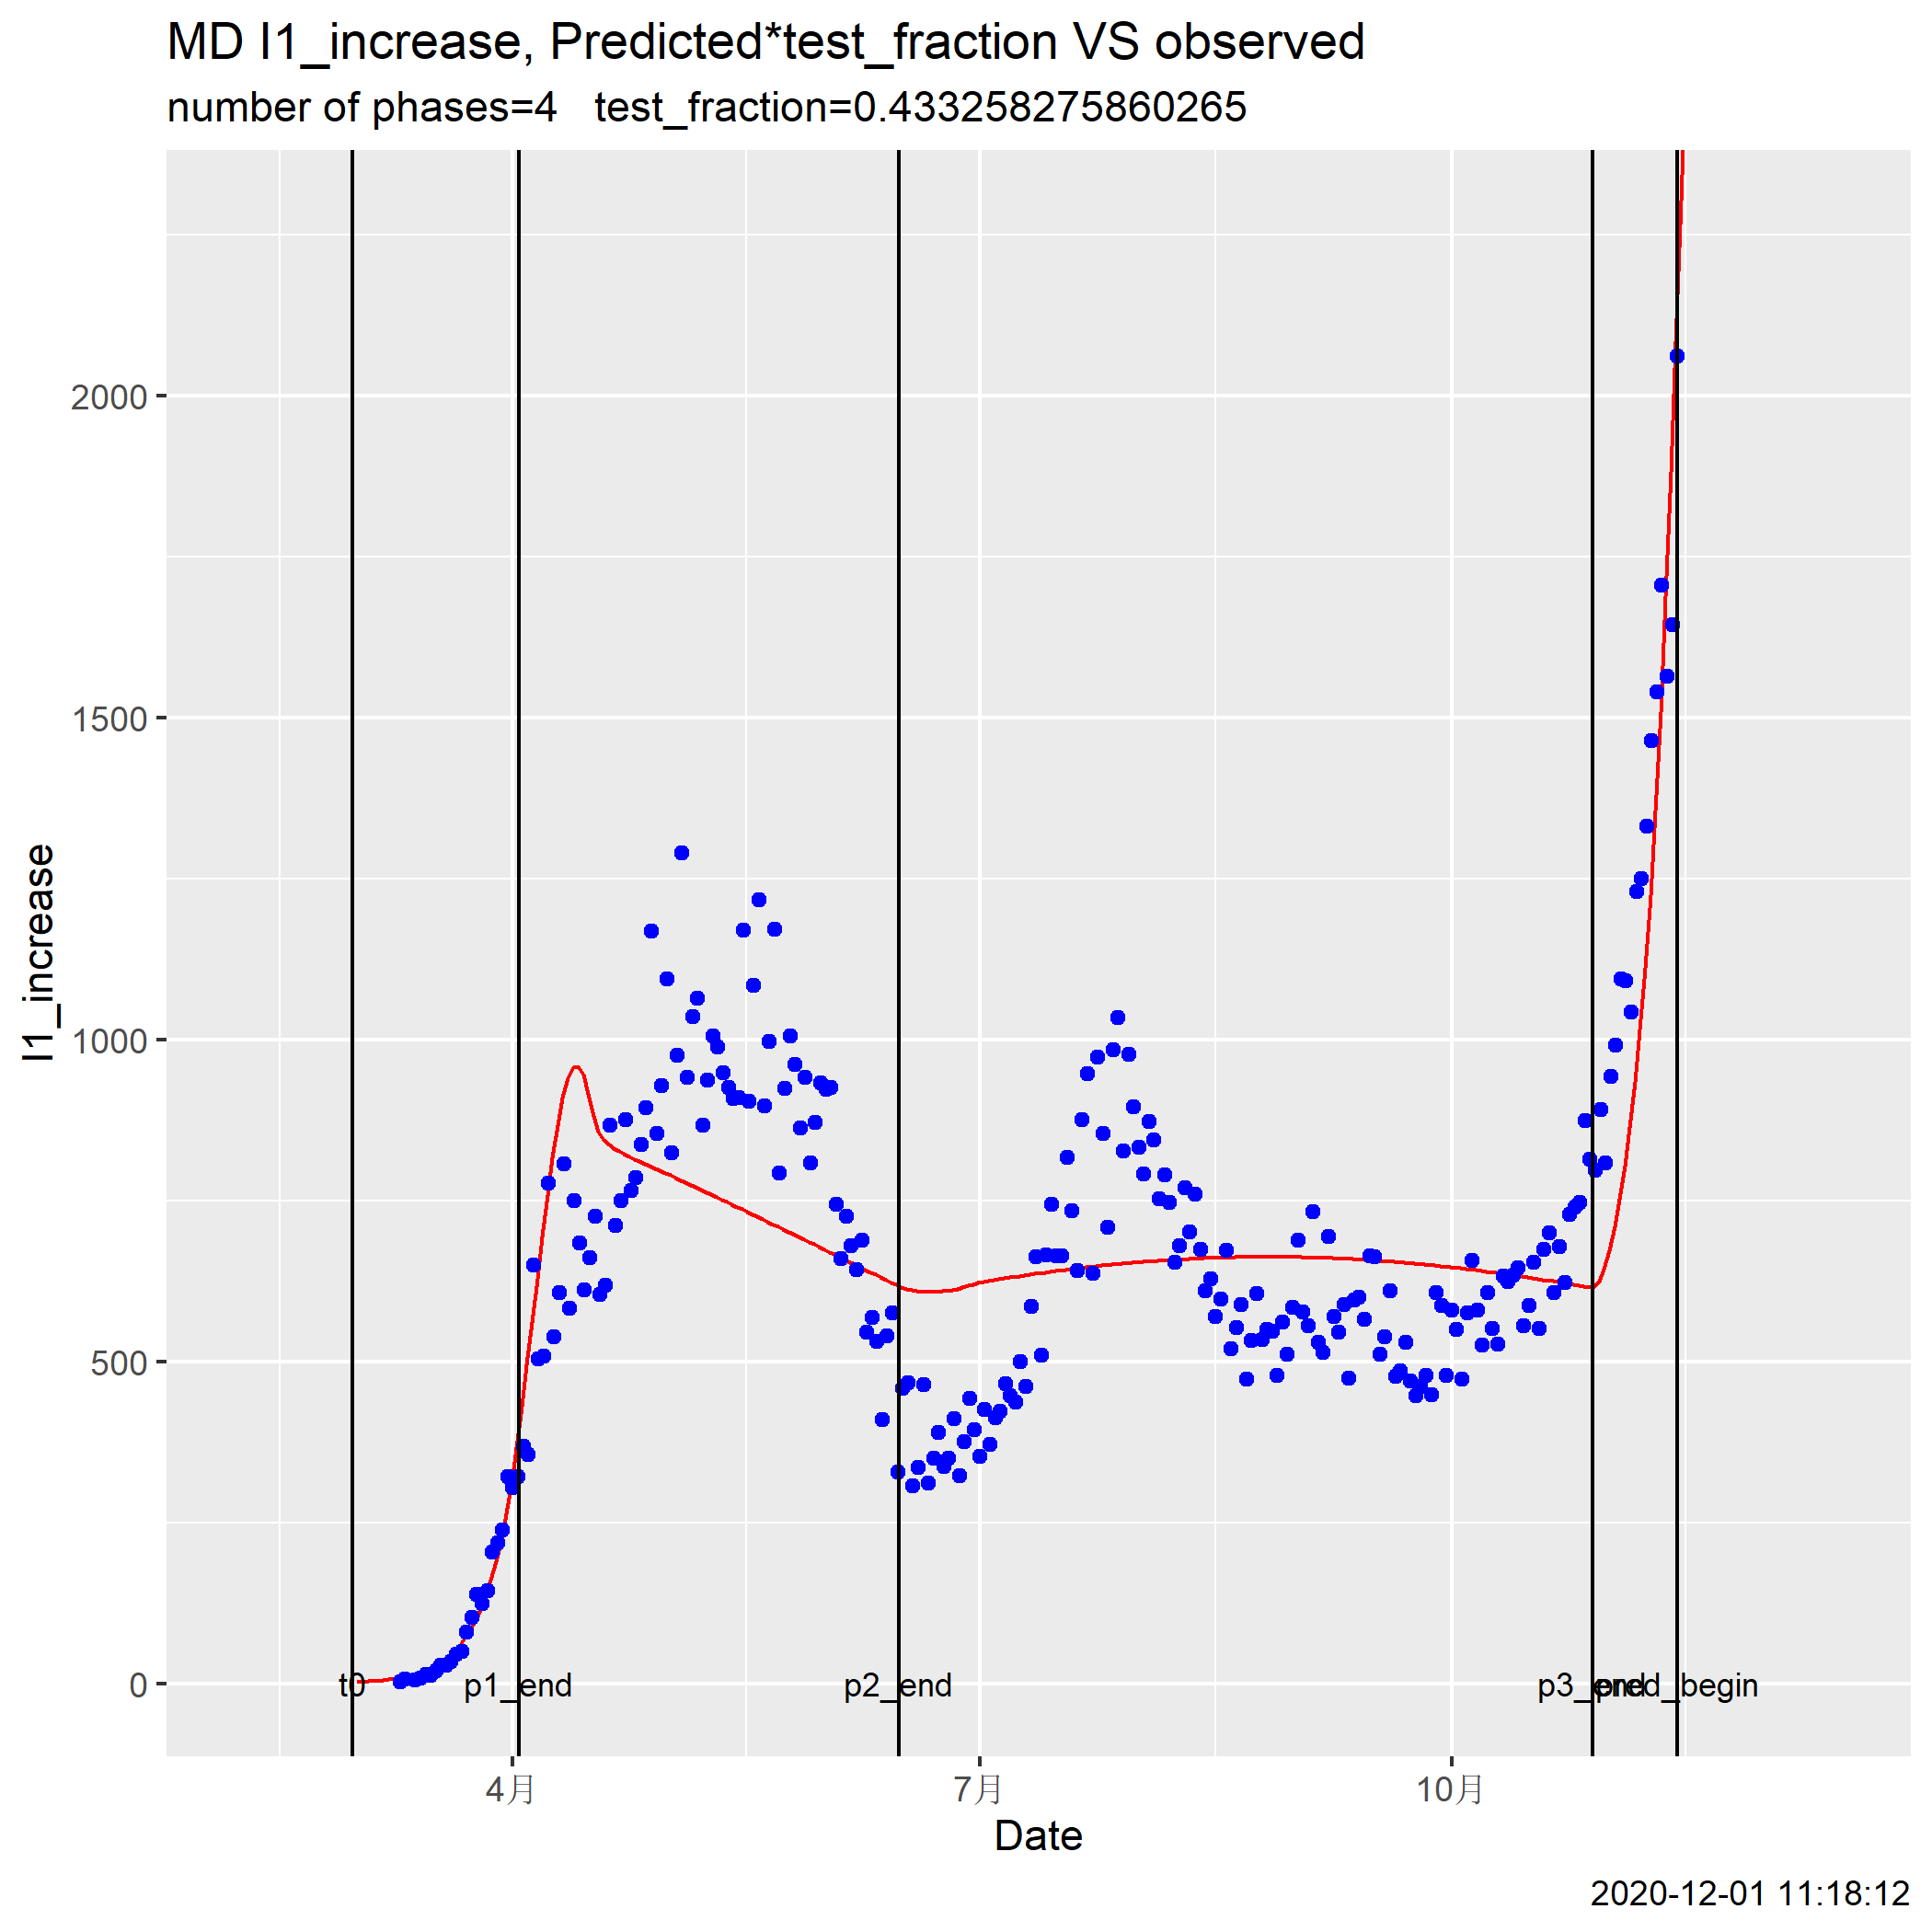 MD I1_increase, Predicted*test_fraction VS observed
number of phases=4   test_fraction=0.433258275860265
I1_increase
2000
1500
1000
500
0
t0
p1_end
p2_end
p3_end
pred_begin
4月
7月
10月
Date
2020-12-01 11:18:12